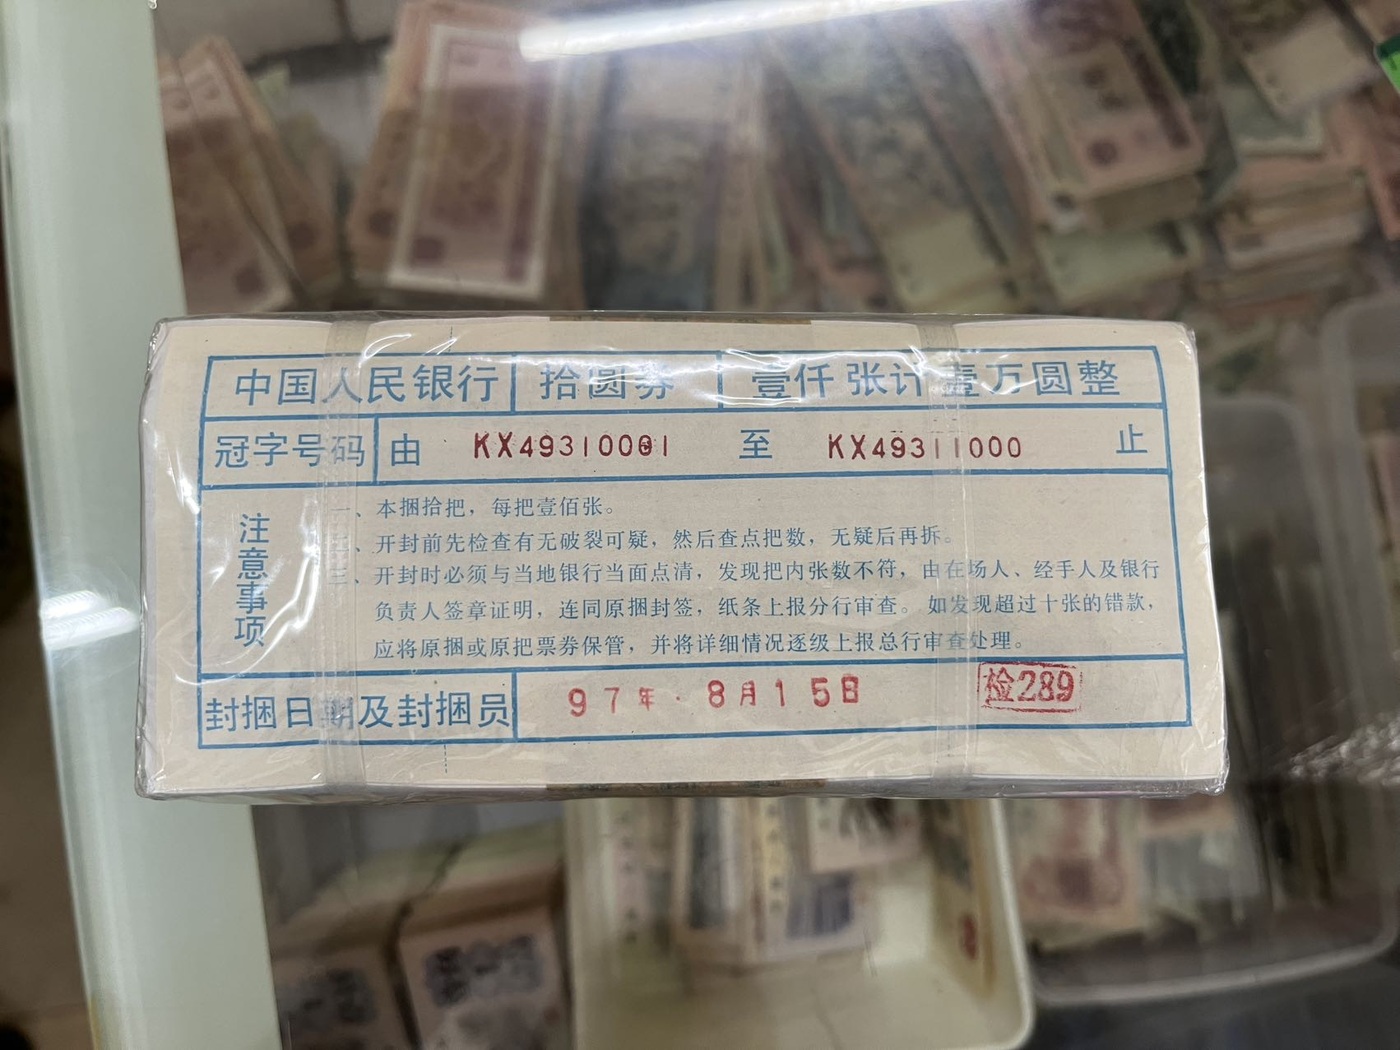 中国人民银行 拾圆券 壹仟张计壹万圆整
冠字号码 由 KX49310001 至 KX49311000 止
注意事项
一、本捆拾把，每把壹佰张。
二、开封前先检查有无破裂可疑，然后查点把数，无疑后再拆。
三、开封时必须与当地银行当面点清，发现把内张数不符，由在场人、经手人及银行
负责人签章证明，连同原捆封签，纸条上报分行审查。如发现超过十张的错款，
应将原捆或原把票券保管，并将详细情况逐级上报总行审查处理。
封捆日期及封捆员 97年·8月15日 检289